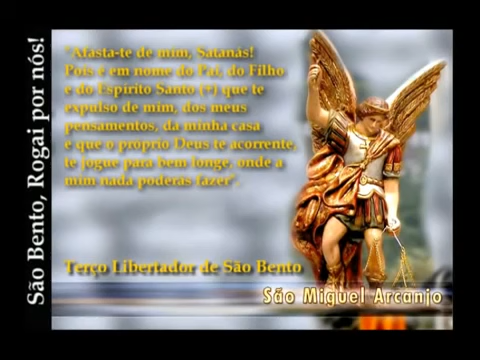 São Bento, Rogai por nós!
"Afasta-te de mim, Satanás!
Pois é em nome do Pai, do Filho
e do Espírito Santo (+) que te
expulso de mim, dos meus
pensamentos, da minha casa
e que o próprio Deus te acorrente,
te jogue para bem longe, onde a
mim nada poderás fazer".
Terço Libertador de São Bento
São Miguel Arcanjo